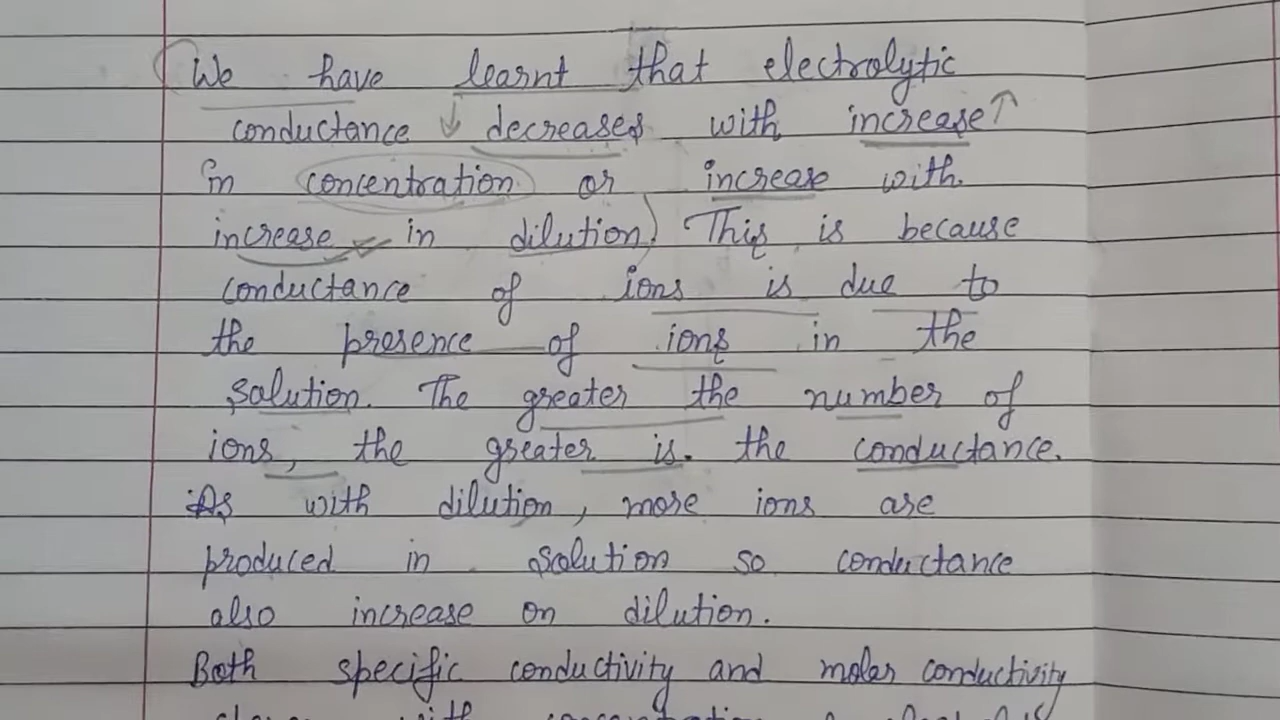 We have learnt that electrolytic
conductance ↓ decreases with increase ↑
in concentration or increase with
increase in dilution) This is because
conductance of ions is due to
the presence of ions in the
solution. The greater the number of
ions, the greater is. the conductance.
As with dilution, more ions are
produced in solution so conductance
also increase on dilution.
Both specific conductivity and molar conductivity
with concentration